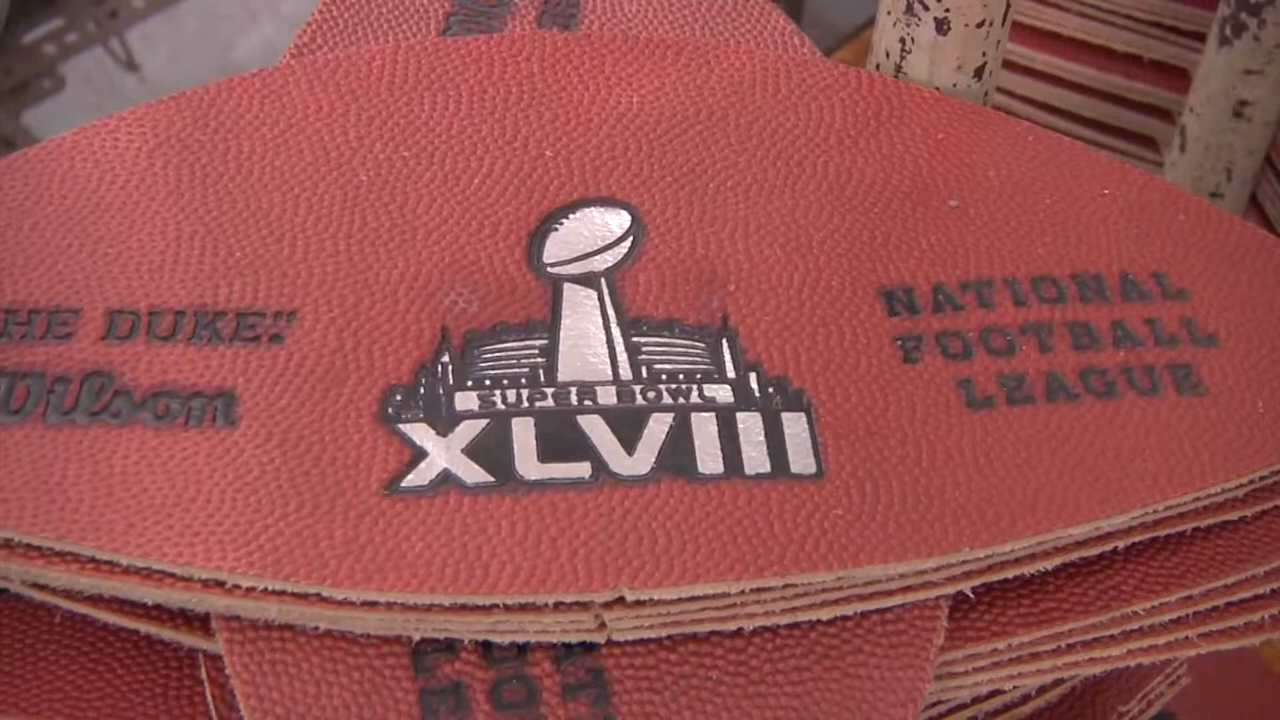 HE DUKE"
Wilson
SUPER BOWL
XLVIII
NATIONAL
FOOTBALL
LEAGUE